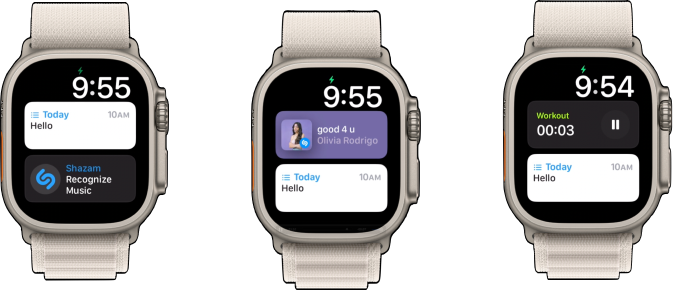 9:55
Today 10AM
Hello
Shazam
Recognize
Music
9:55
good 4 u
Olivia Rodrigo
Today 10AM
Hello
9:54
Workout
00:03
Today 10AM
Hello